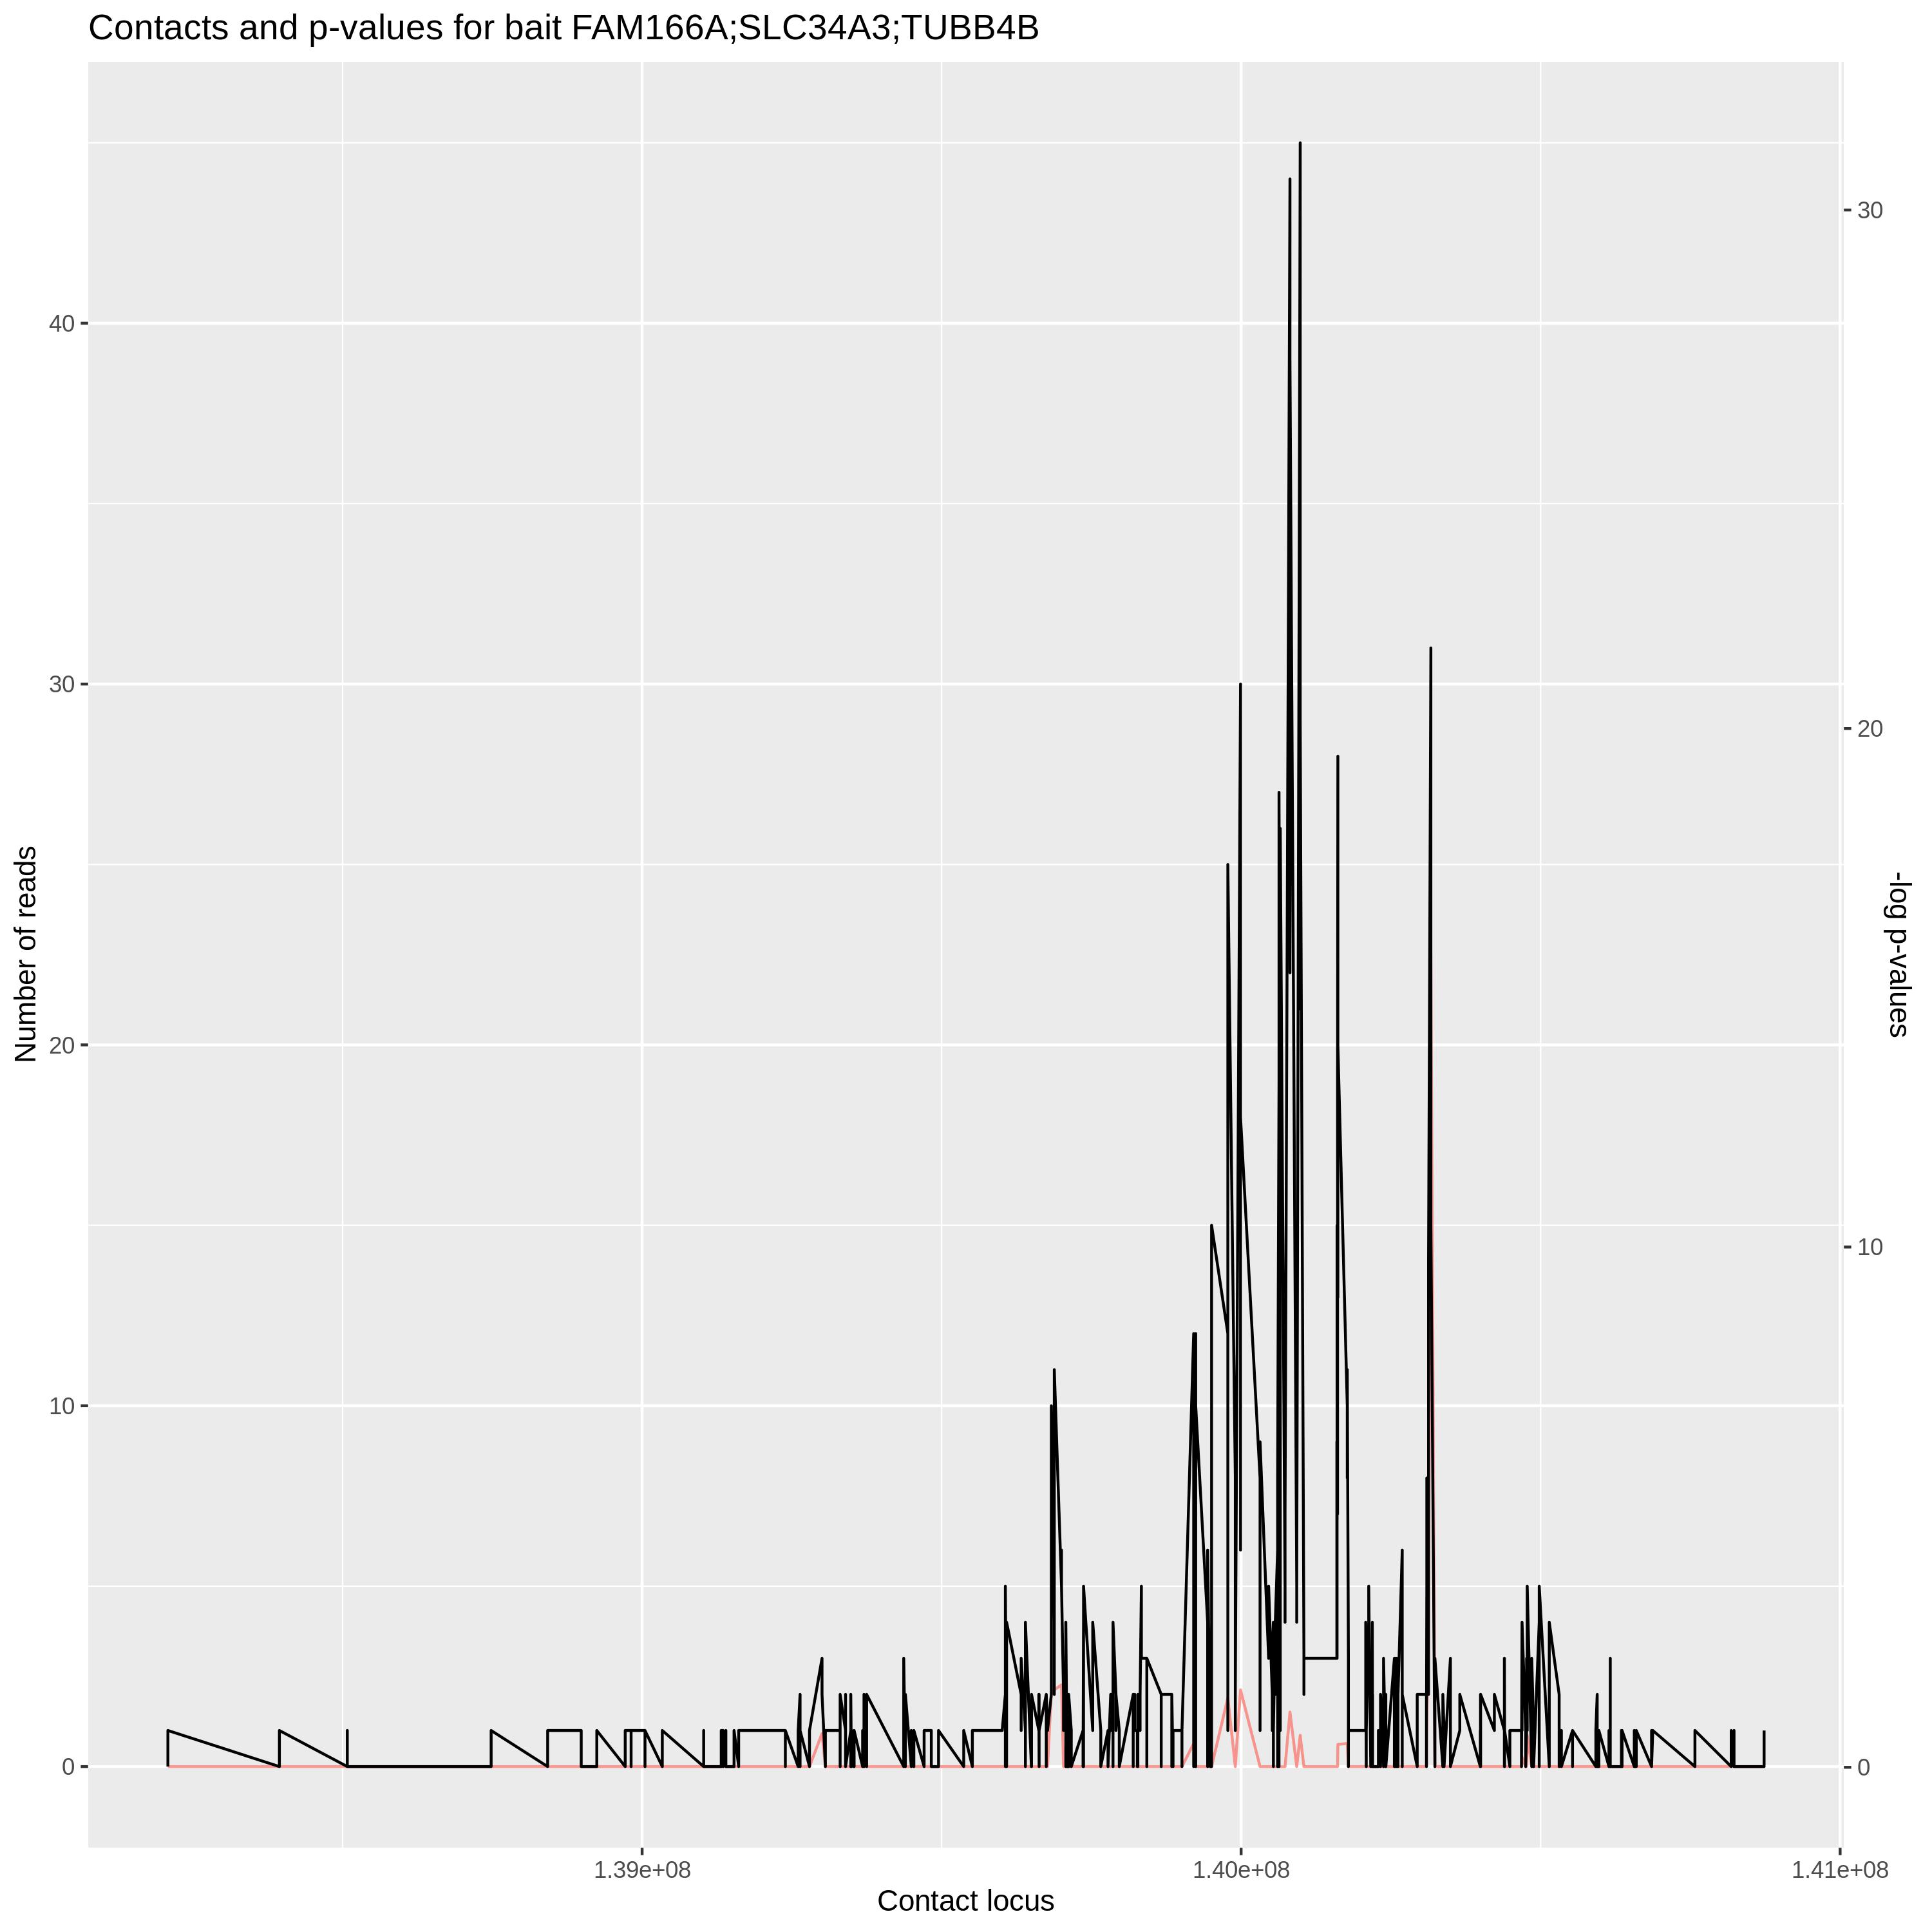 Contacts and p-values for bait FAM166A;SLC34A3;TUBB4B
Number of reads
40
30
20
10
0
30
20
10
0
-log p-values
1.39e+08
1.40e+08
1.41e+08
Contact locus